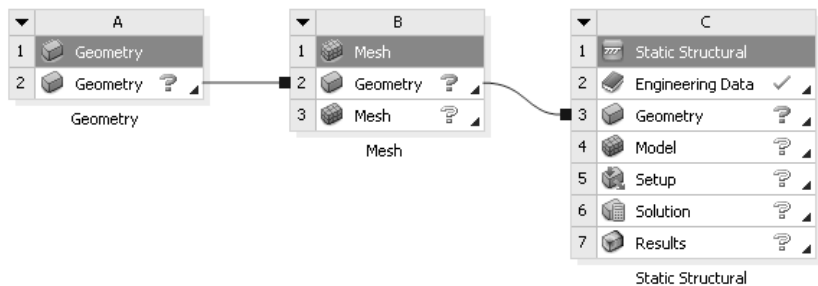 A
1 Geometry
2 Geometry ?
Geometry
B
1 Mesh
2 Geometry ?
3 Mesh ?
Mesh
C
1 Static Structural
2 Engineering Data ✓
3 Geometry ?
4 Model ?
5 Setup ?
6 Solution ?
7 Results ?
Static Structural